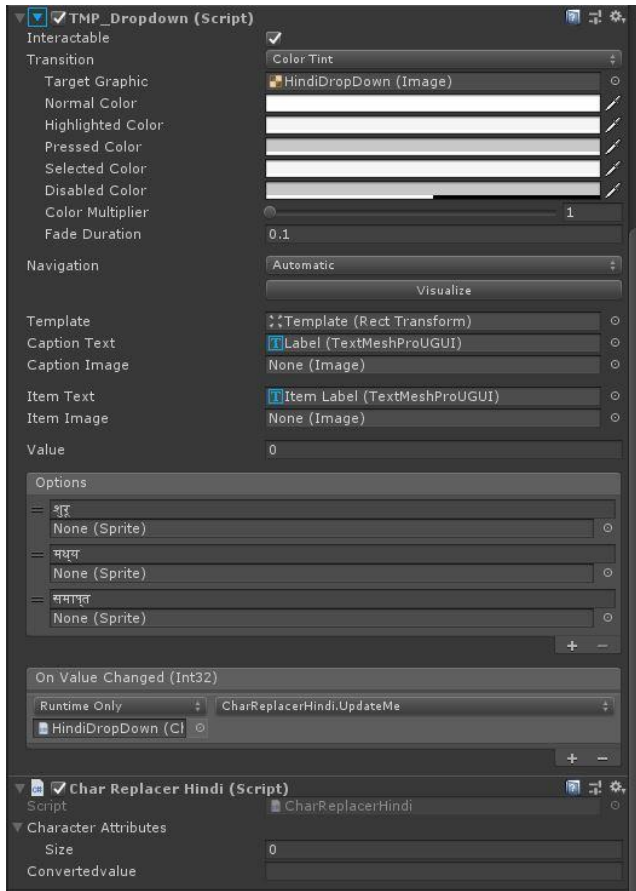 TMP_Dropdown (Script)
Interactable
Transition Color Tint
Target Graphic HindiDropDown (Image)
Normal Color
Highlighted Color
Pressed Color
Selected Color
Disabled Color
Color Multiplier 1
Fade Duration 0.1
Navigation Automatic
Visualize
Template Template (Rect Transform)
Caption Text Label (TextMeshProUGUI)
Caption Image None (Image)
Item Text Item Label (TextMeshProUGUI)
Item Image None (Image)
Value 0
Options
शुरू
None (Sprite)
मध्य
None (Sprite)
समाप्त
None (Sprite)
+ −
On Value Changed (Int32)
Runtime Only CharReplacerHindi.UpdateMe
HindiDropDown (Cl
+ −
Char Replacer Hindi (Script)
Script CharReplacerHindi
Character Attributes
Size 0
Convertedvalue